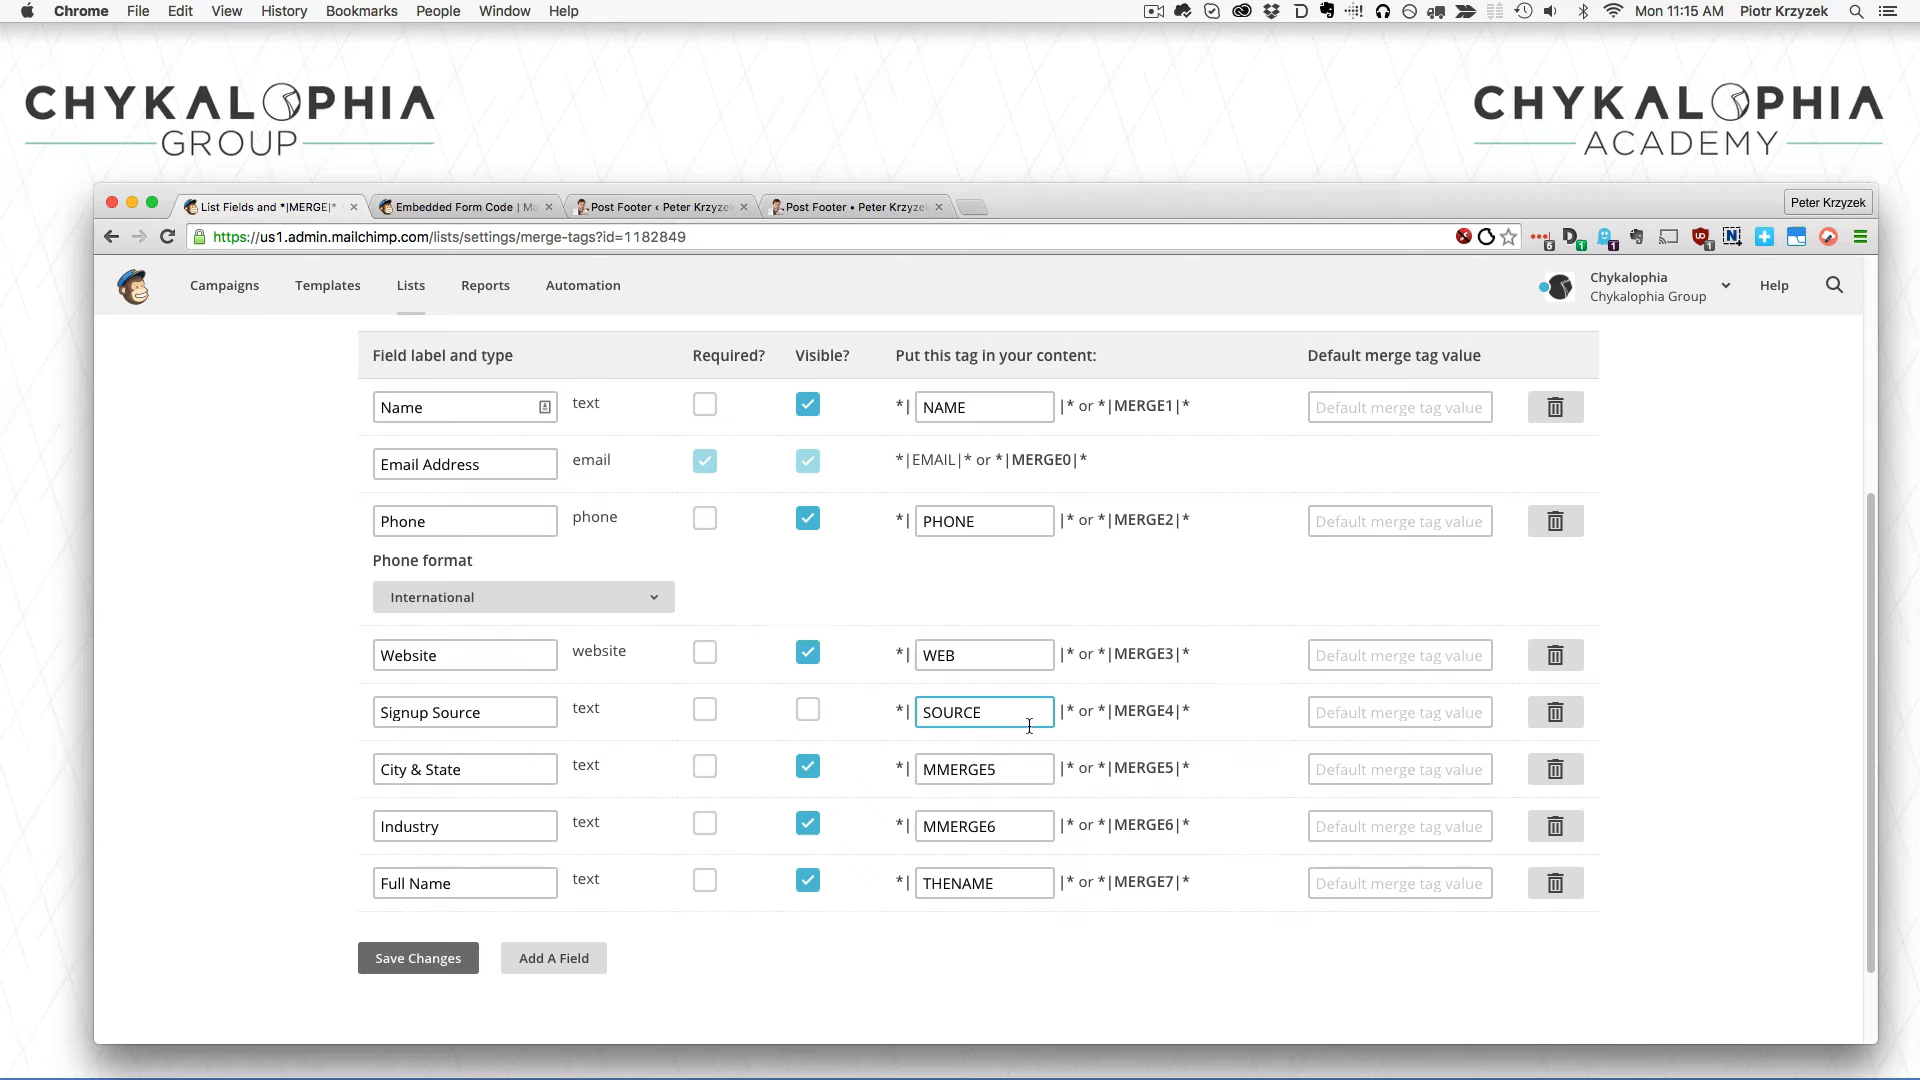 Chrome File Edit View History Bookmarks People Window Help Mon 11:15 AM Piotr Krzyzek
CHYKALOPHIA
GROUP
CHYKALOPHIA
ACADEMY
List Fields and *|MERGE|*
Embedded Form Code | Ma
Post Footer ‹ Peter Krzyzek
Post Footer • Peter Krzyzek
Peter Krzyzek
https://us1.admin.mailchimp.com/lists/settings/merge-tags?id=1182849
Campaigns Templates Lists Reports Automation
Chykalophia
Chykalophia Group
Help
Field label and type Required? Visible? Put this tag in your content: Default merge tag value
Name text *| NAME |* or *|MERGE1|* Default merge tag value
Email Address email *|EMAIL|* or *|MERGE0|*
Phone phone *| PHONE |* or *|MERGE2|* Default merge tag value
Phone format
International
Website website *| WEB |* or *|MERGE3|* Default merge tag value
Signup Source text *| SOURCE |* or *|MERGE4|* Default merge tag value
City & State text *| MMERGE5 |* or *|MERGE5|* Default merge tag value
Industry text *| MMERGE6 |* or *|MERGE6|* Default merge tag value
Full Name text *| THENAME |* or *|MERGE7|* Default merge tag value
Save Changes Add A Field